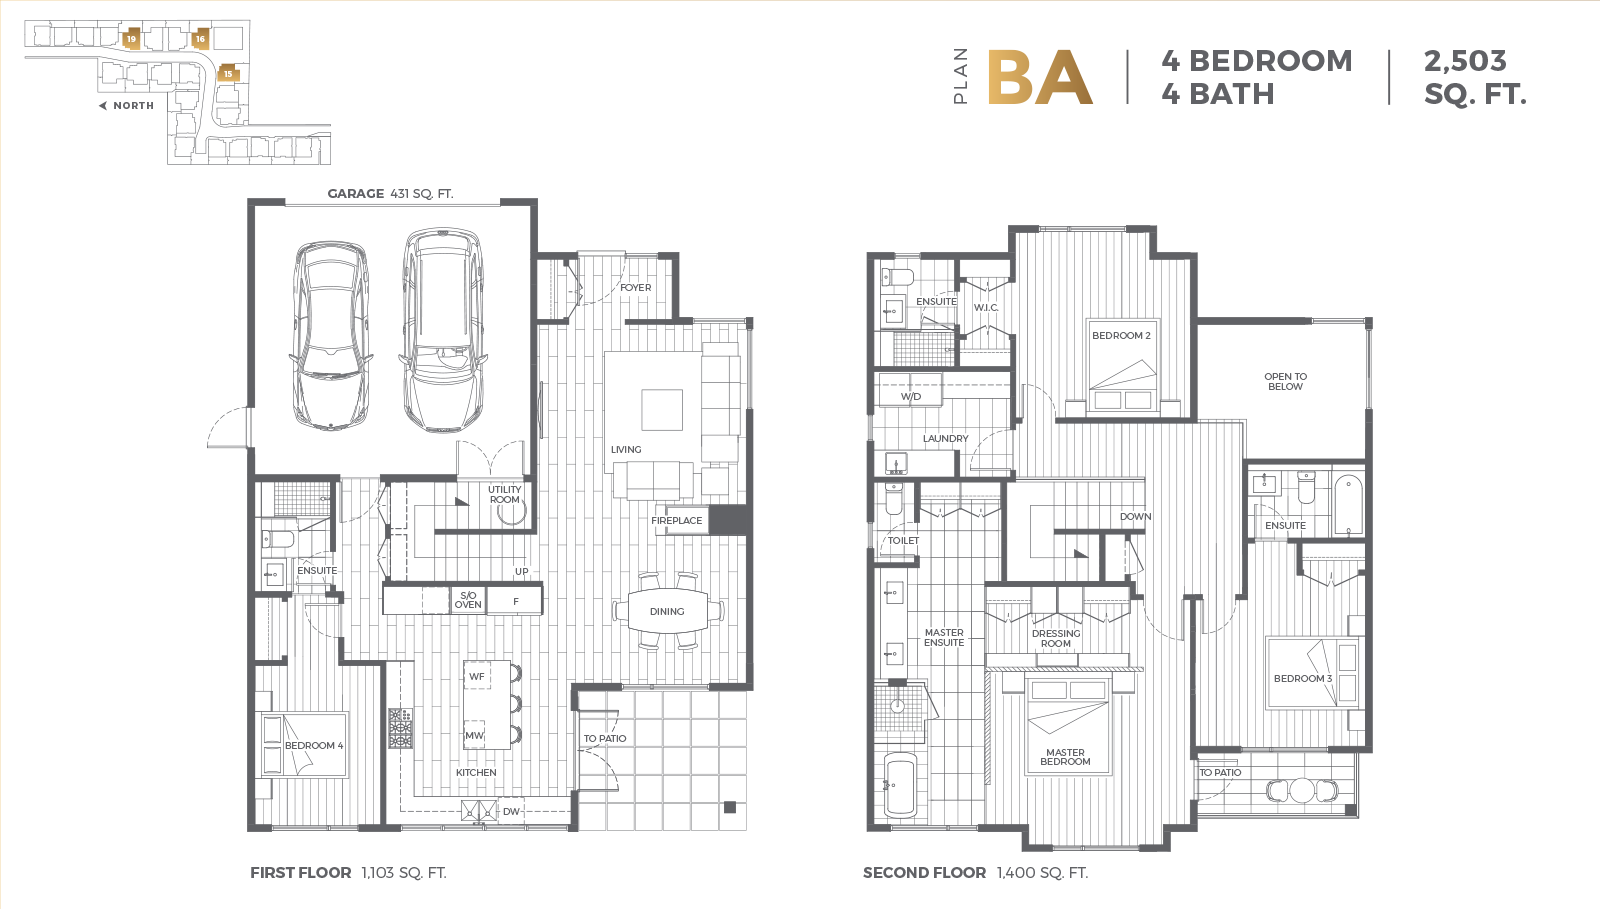 19
16
15
NORTH
PLAN
BA
4 BEDROOM
4 BATH
2,503
SQ. FT.
GARAGE 431 SQ. FT.
FOYER
LIVING
UTILITY
ROOM
FIREPLACE
ENSUITE
UP
S/O
OVEN
F
DINING
WF
MW
TO PATIO
BEDROOM 4
KITCHEN
DW
FIRST FLOOR 1,103 SQ. FT.
ENSUITE
W.I.C.
BEDROOM 2
OPEN TO
BELOW
W/D
LAUNDRY
DOWN
ENSUITE
TOILET
MASTER
ENSUITE
DRESSING
ROOM
BEDROOM 3
MASTER
BEDROOM
TO PATIO
SECOND FLOOR 1,400 SQ. FT.